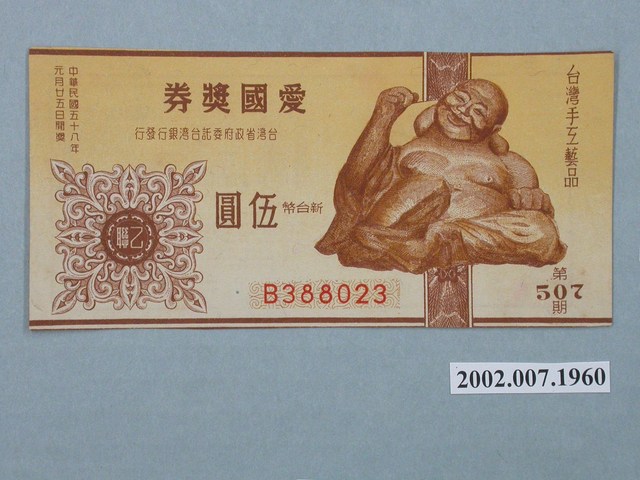 愛國獎券
台灣省政府委託台灣銀行發行
中華民國五十八年
元月廿五日開獎
台灣手工藝品
新台幣伍圓
乙聯
B388023
第
507
期
2002.007.1960